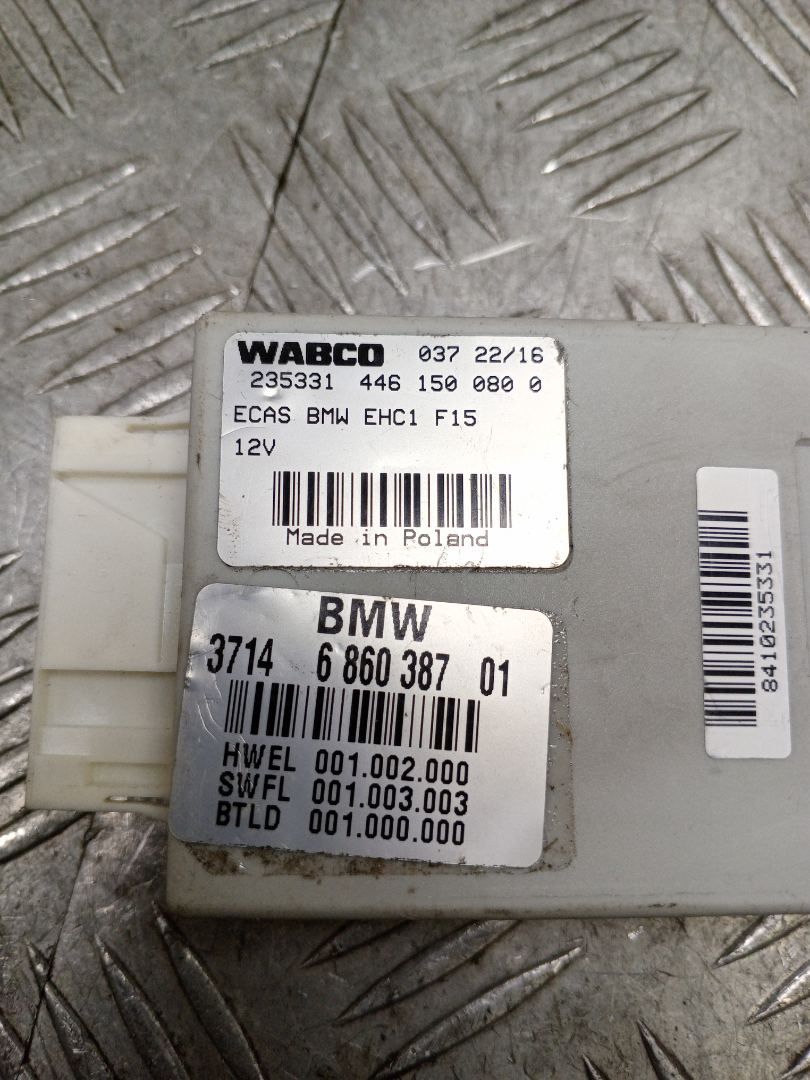 WABCO 037 22/16
235331 446 150 080 0
ECAS BMW EHC1 F15
12V
Made in Poland
BMW
3714 6 860 387 01
HWEL 001.002.000
SWFL 001.003.003
BTLD 001.000.000
8410235331